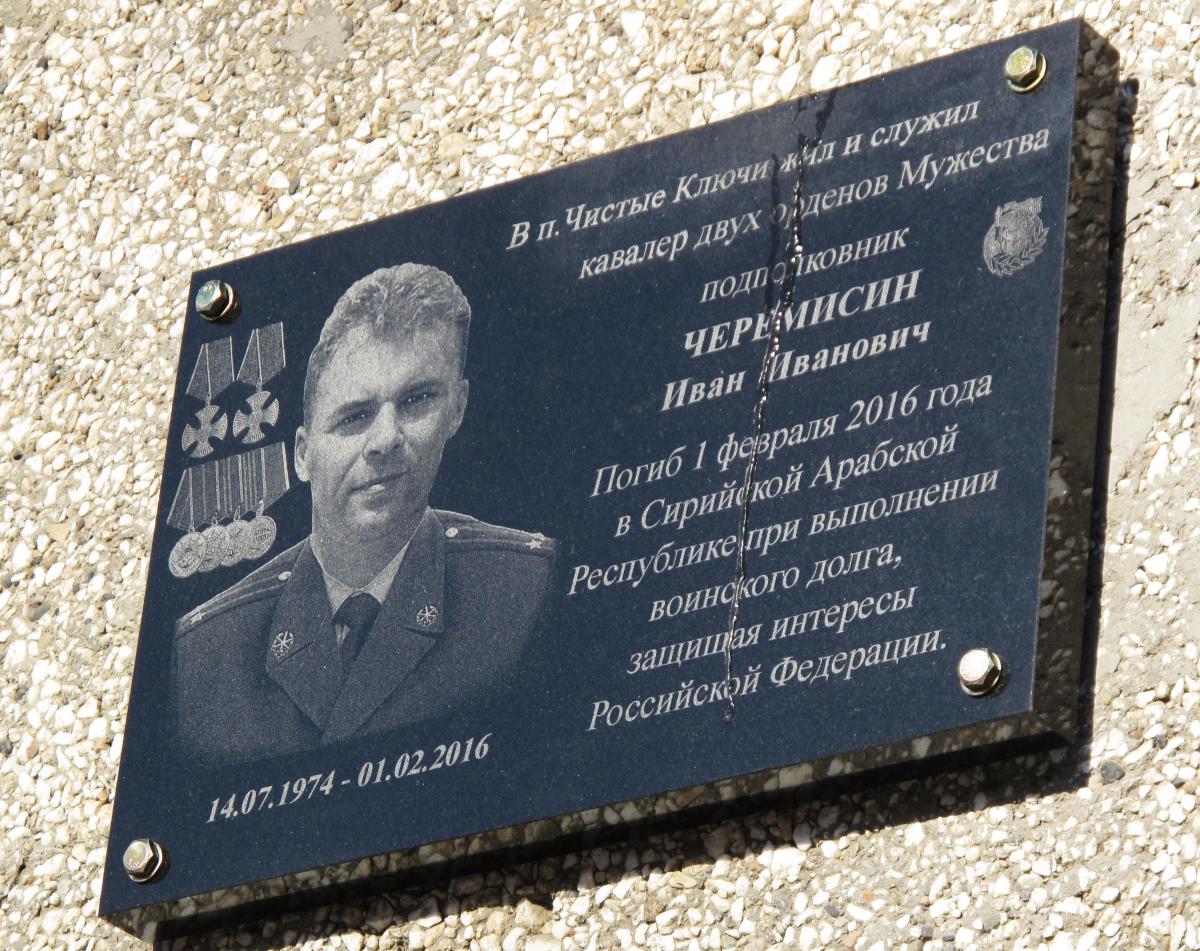 В п.Чистые Ключи жил и служил
кавалер двух орденов Мужества
подполковник
ЧЕРЕМИСИН
Иван Иванович
Погиб 1 февраля 2016 года
в Сирийской Арабской
Республике при выполнении
воинского долга,
защищая интересы
Российской Федерации.
14.07.1974 - 01.02.2016